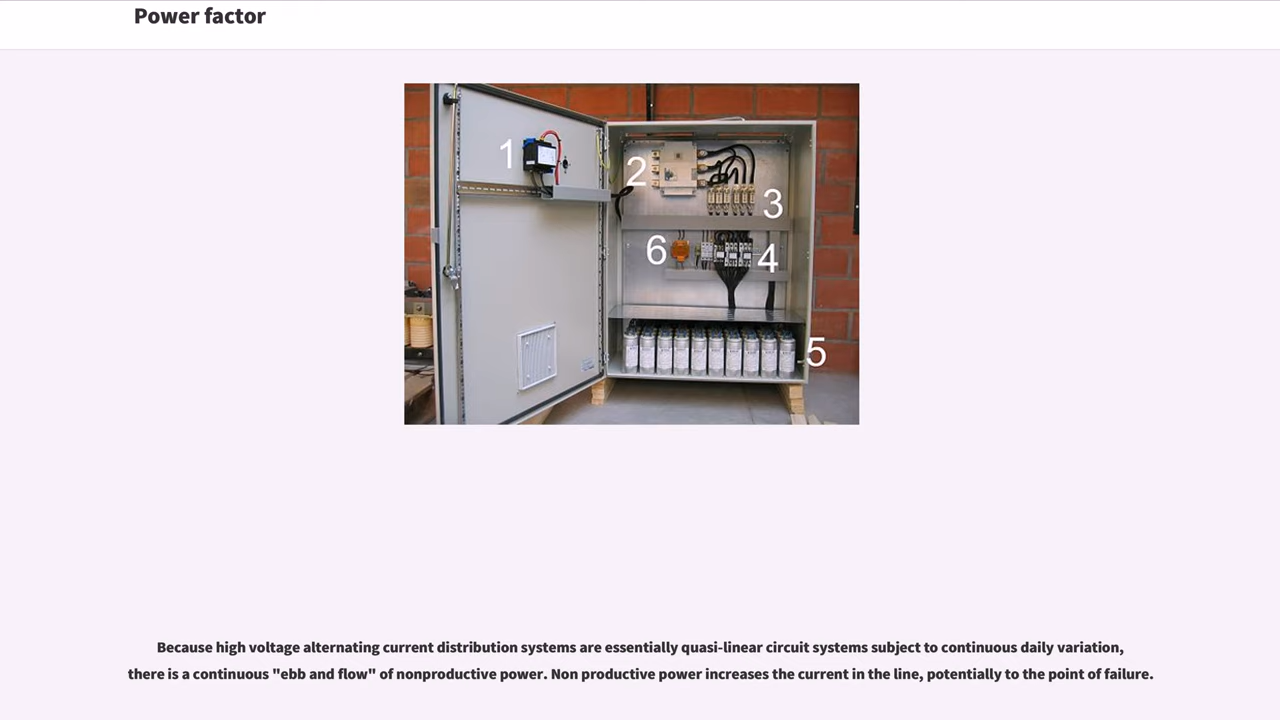 Power factor
1
2
3
6
4
5
Because high voltage alternating current distribution systems are essentially quasi-linear circuit systems subject to continuous daily variation,
there is a continuous "ebb and flow" of nonproductive power. Non productive power increases the current in the line, potentially to the point of failure.